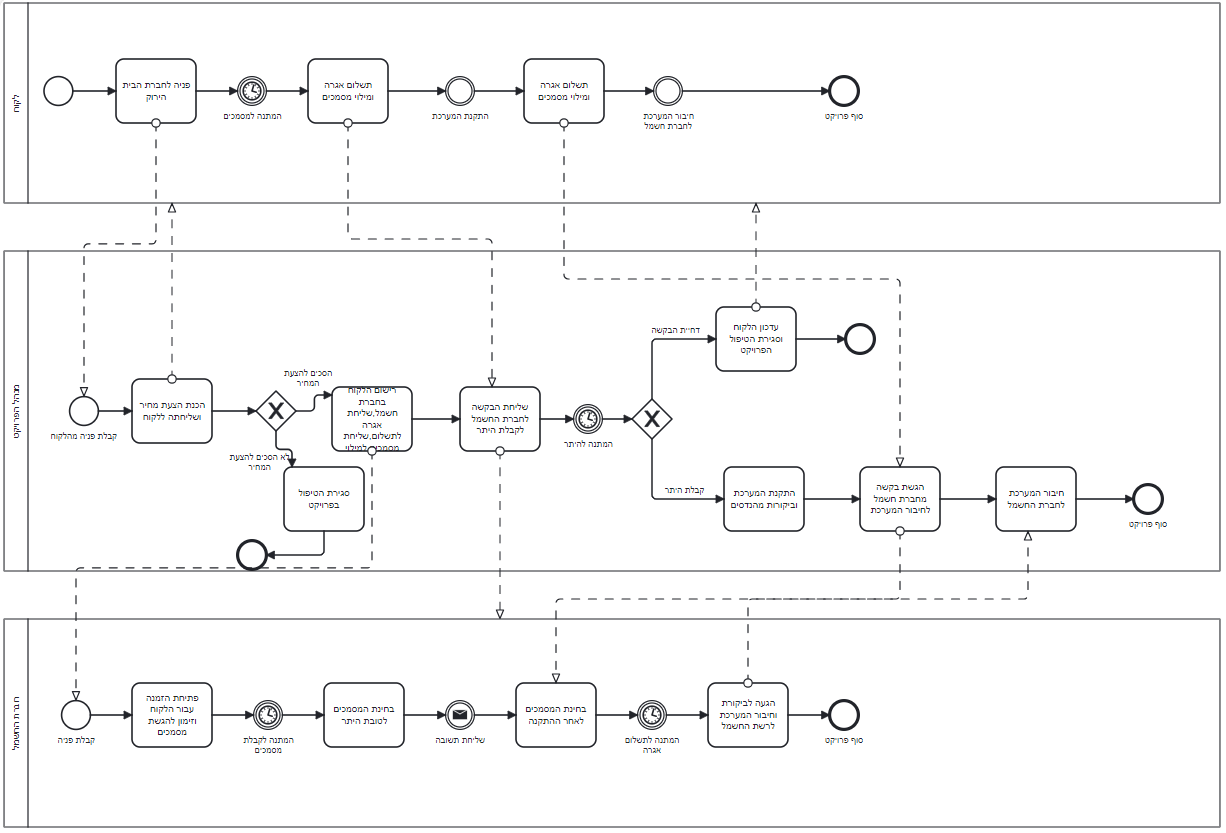 לקוח
פניה לחברת הבית
הירוק
המתנה למסמכים
תשלום אגרה
ומילוי מסמכים
התקנת המערכת
תשלום אגרה
ומילוי מסמכים
חיבור המערכת
לחברת חשמל
סוף פרויקט
מנהל הפרויקט
קבלת פניה מהלקוח
הכנת הצעת מחיר
ושליחתה ללקוח
הסכים להצעת
המחיר
לא הסכים להצעת
המחיר
סגירת הטיפול
בפרויקט
רישום הלקוח
בחברת
חשמל,שליחת
אגרה
לתשלום,שליחת
מסמכים למילוי
שליחת הבקשה
לחברת החשמל
לקבלת היתר
המתנה להיתר
דחיית הבקשה
עדכון הלקוח
וסגירת הטיפול
הפרויקט
קבלת היתר
התקנת המערכת
וביקורות מהנדסים
הגשת בקשה
מחברת חשמל
לחיבור המערכת
חיבור המערכת
לחברת החשמל
סוף פרויקט
חברת החשמל
קבלת פניה
פתיחת הזמנה
עבור הלקוח
וזימון להגשת
מסמכים
המתנה לקבלת
מסמכים
בחינת המסמכים
לטובת היתר
שליחת תשובה
בחינת המסמכים
לאחר ההתקנה
המתנה לתשלום
אגרה
הגעה לביקורת
וחיבור המערכת
לרשת החשמל
סוף פרויקט